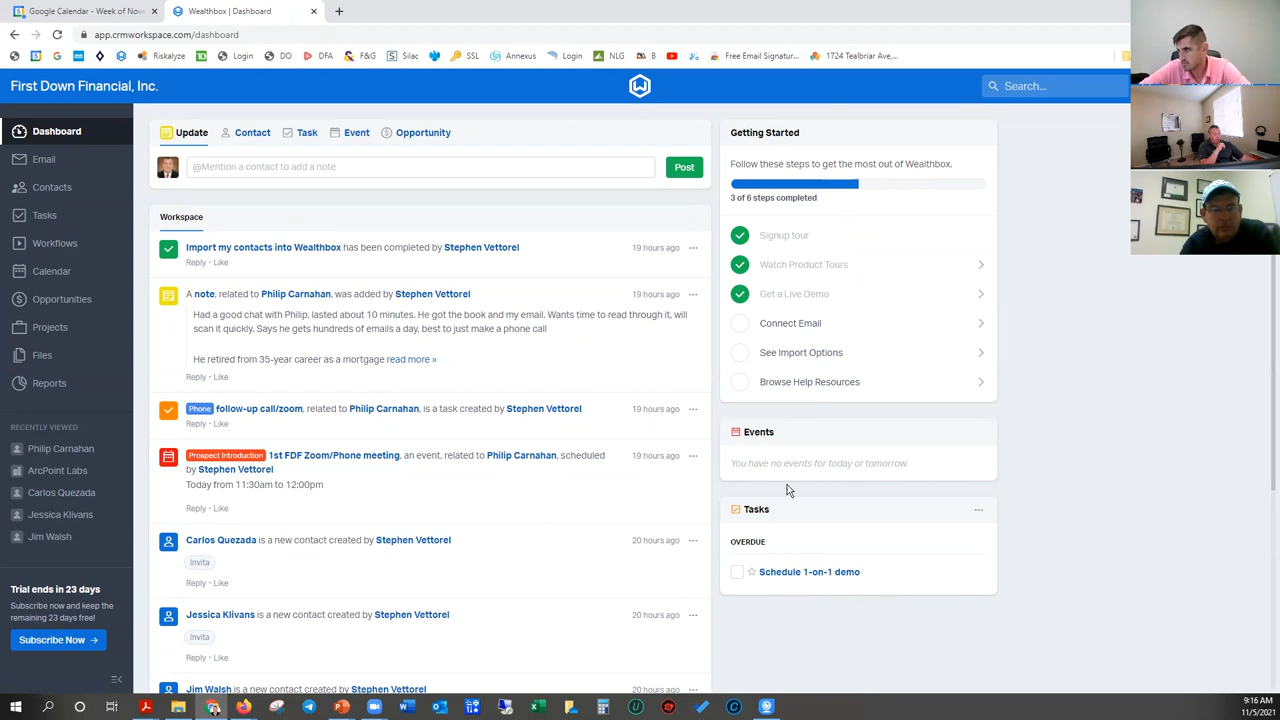 Google Calendar - Week of Nove
Wealthbox | Dashboard
app.crmworkspace.com/dashboard
Riskalyze
Login
DO
DFA
F&G
Silac
SSL
Annexus
Login
NLG
B
Free Email Signatur...
1724 Tealbriar Ave,...
First Down Financial, Inc.
Search...
Dashboard
Email
Contacts
Tasks
Workflows
Calendar
Opportunities
Projects
Files
Reports
RECENTLY VIEWED
Philip Carnahan
ArcPoint Labs
Carlos Quezada
Jessica Klivans
Jim Walsh
Trial ends in 23 days
Subscribe now and keep the
remaining 23 days free!
Subscribe Now →
Update
Contact
Task
Event
Opportunity
@Mention a contact to add a note
Post
Workspace
Import my contacts into Wealthbox has been completed by Stephen Vettorel
19 hours ago
Reply · Like
A note, related to Philip Carnahan, was added by Stephen Vettorel
19 hours ago
Had a good chat with Philip, lasted about 10 minutes. He got the book and my email. Wants time to read through it, will
scan it quickly. Says he gets hundreds of emails a day, best to just make a phone call
He retired from 35-year career as a mortgage read more »
Reply · Like
Phone follow-up call/zoom, related to Philip Carnahan, is a task created by Stephen Vettorel
19 hours ago
Reply · Like
Prospect Introduction 1st FDF Zoom/Phone meeting, an event, related to Philip Carnahan, scheduled
by Stephen Vettorel
19 hours ago
Today from 11:30am to 12:00pm
Reply · Like
Carlos Quezada is a new contact created by Stephen Vettorel
20 hours ago
Invita
Reply · Like
Jessica Klivans is a new contact created by Stephen Vettorel
20 hours ago
Invita
Reply · Like
Jim Walsh is a new contact created by Stephen Vettorel
20 hours ago
Getting Started
Follow these steps to get the most out of Wealthbox.
3 of 6 steps completed
Signup tour
Watch Product Tours
Get a Live Demo
Connect Email
See Import Options
Browse Help Resources
Events
You have no events for today or tomorrow.
Tasks
OVERDUE
Schedule 1-on-1 demo
9:16 AM
11/5/2021